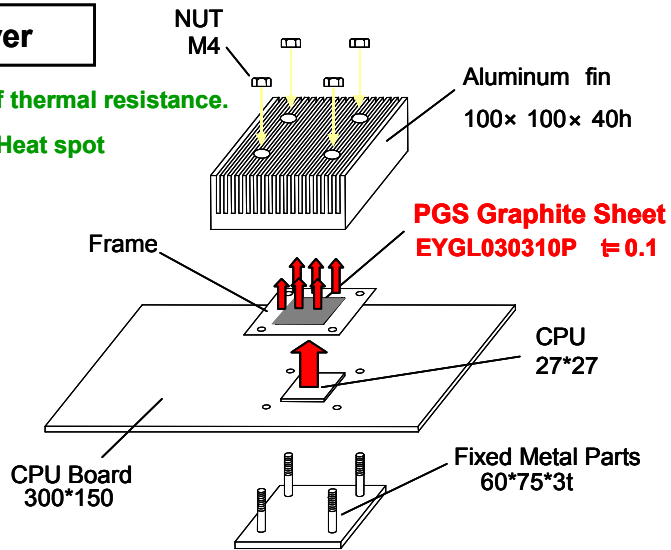 NUT
M4
thermal resistance.
Heat spot
Aluminum fin
100× 100× 40h
PGS Graphite Sheet
EYGL030310P t=0.1
Frame
CPU
27*27
CPU Board
300*150
Fixed Metal Parts
60*75*3t